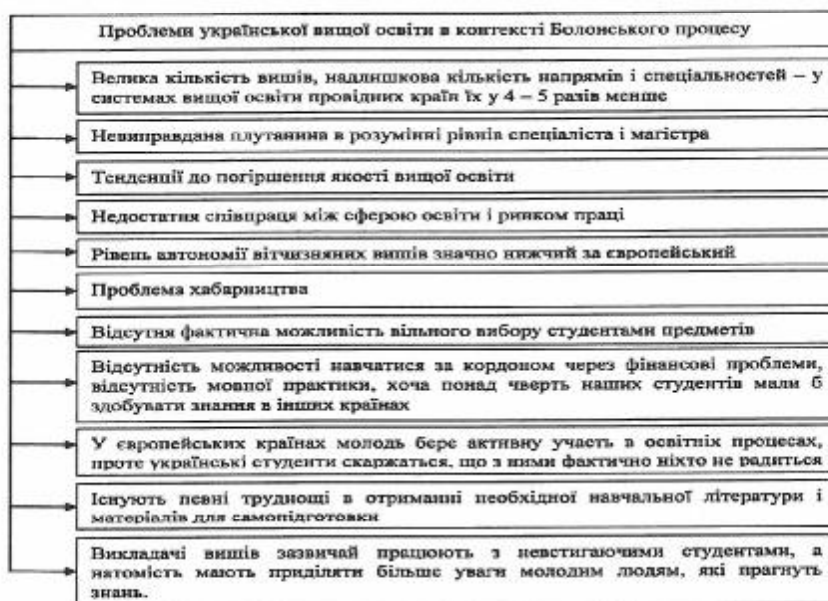 Проблеми української вищої освіти в контексті Болонського процесу
Велика кількість вишів, надлишкова кількість напрямів і спеціальностей – у
системах вищої освіти провідних країн їх у 4 – 5 разів менше
Невиправдана плутанина в розумінні рівнів спеціаліста і магістра
Тенденції до погіршення якості вищої освіти
Недостатня співпраця між сферою освіти і ринком праці
Рівень автономії вітчизняних вишів значно нижчий за європейський
Проблема хабарництва
Відсутня фактична можливість вільного вибору студентами предметів
Відсутність можливості навчатися за кордоном через фінансові проблеми,
відсутність мовної практики, хоча понад чверть наших студентів мали б
здобувати знання в інших країнах
У європейських країнах молодь бере активну участь в освітніх процесах,
проте українські студенти скаржаться, що з ними фактично ніхто не радиться
Існують певні труднощі в отриманні необхідної навчальної літератури і
матеріалів для самопідготовки
Викладачі вишів зазвичай працюють з невстигаючими студентами, а
натомість мають приділяти більше уваги молодим людям, які прагнуть
знань.